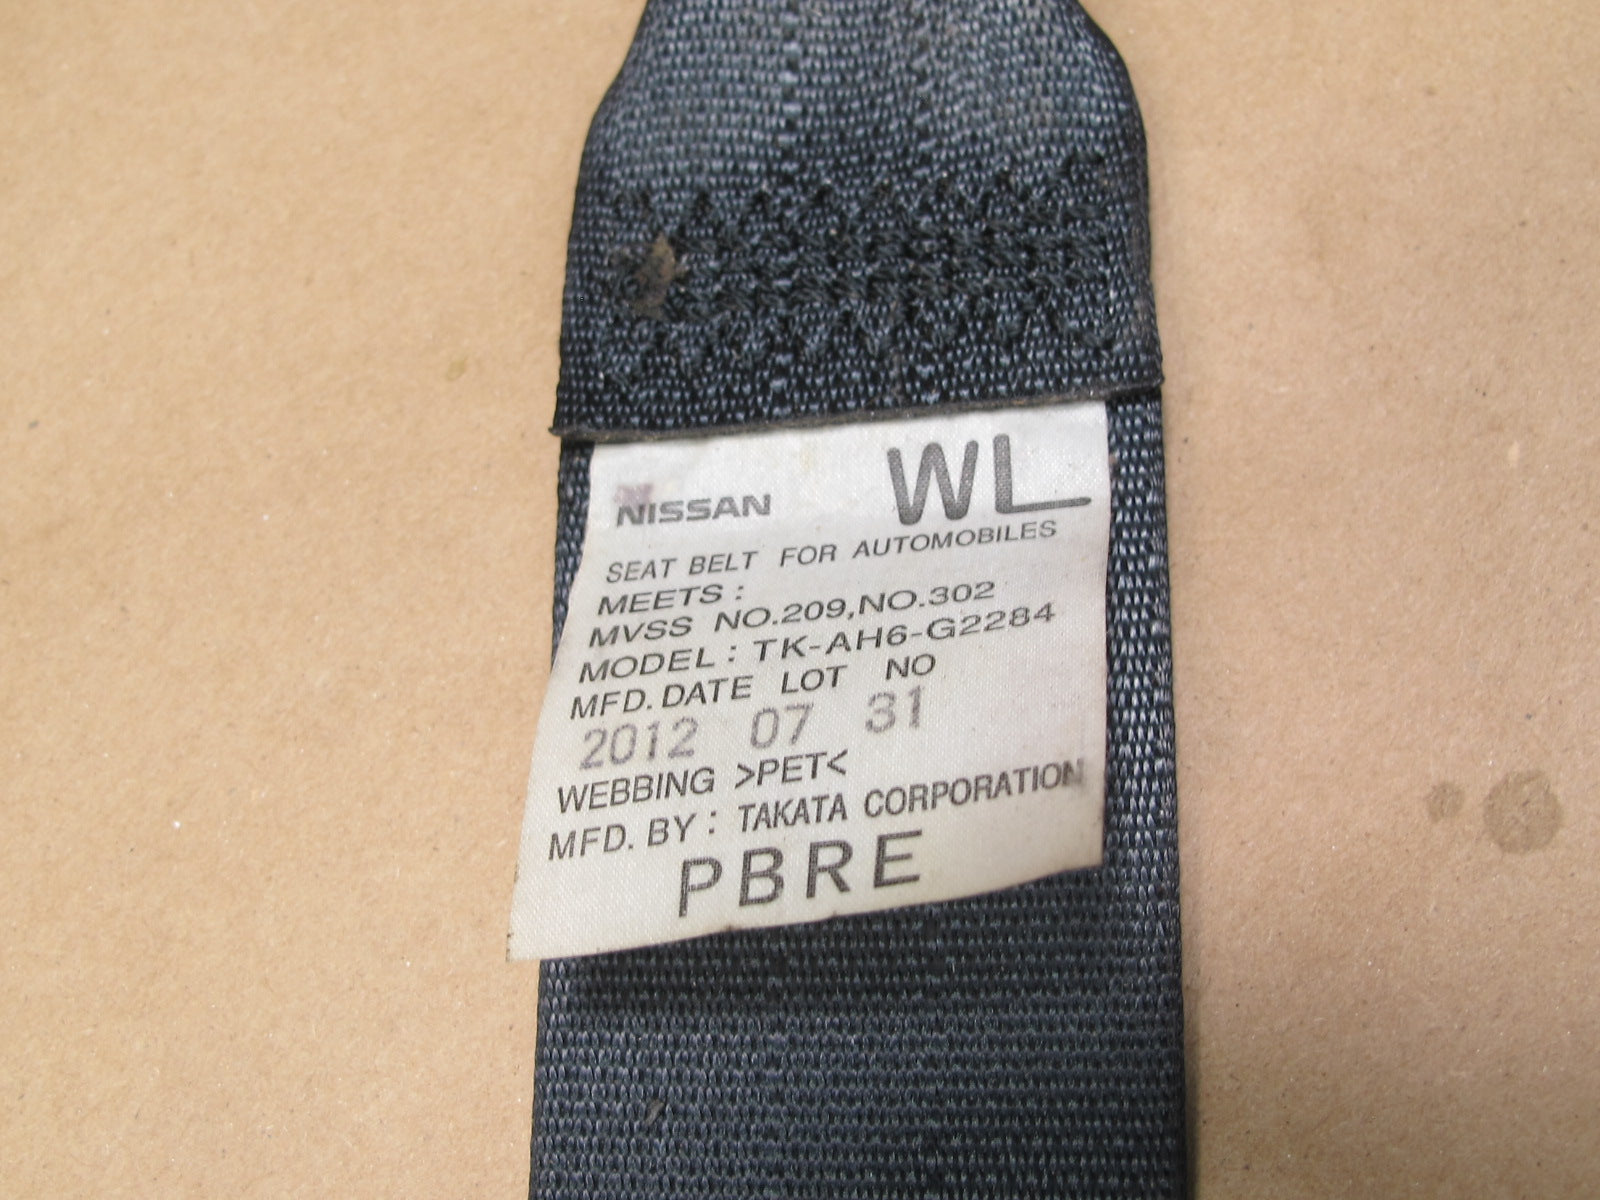 NISSAN WL
SEAT BELT FOR AUTOMOBILES
MEETS :
MVSS NO.209,NO.302
MODEL : TK-AH6-G2284
MFD. DATE LOT NO
2012 07 31
WEBBING >PET<
MFD. BY : TAKATA CORPORATION
PBRE